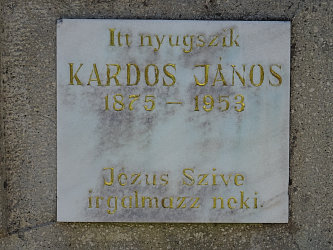 Itt nyugszik
KARDOS JÁNOS
1875 – 1953
Jézus Szive
irgalmazz neki.